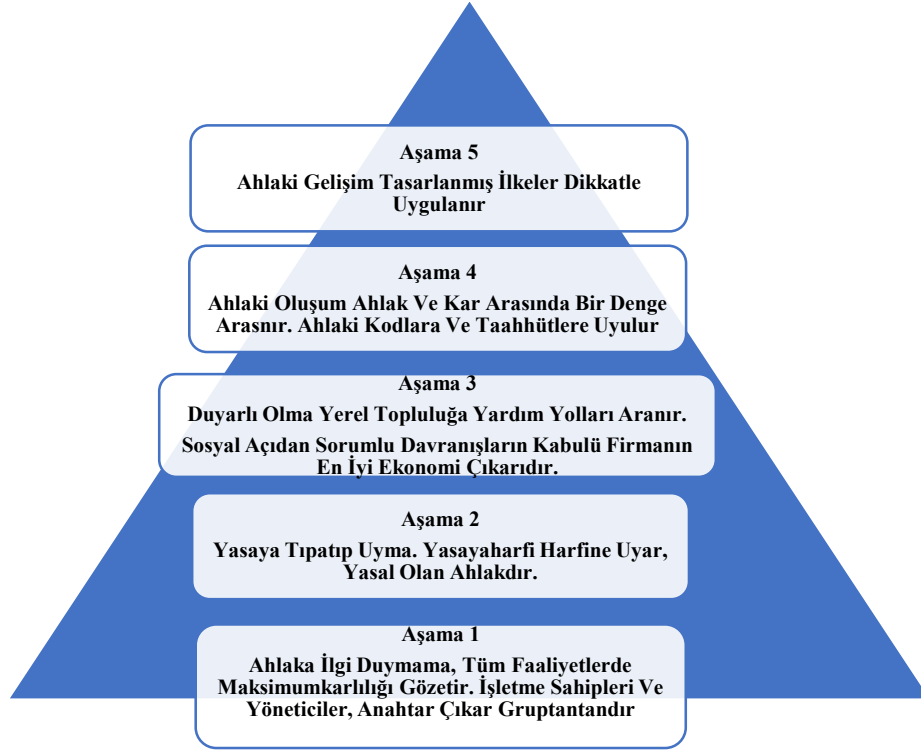 Aşama 5
Ahlaki Gelişim Tasarlanmış İlkeler Dikkatle
Uygulanır
Aşama 4
Ahlaki Oluşum Ahlak Ve Kar Arasında Bir Denge
Arasnır. Ahlaki Kodlara Ve Taahhütlere Uyulur
Aşama 3
Duyarlı Olma Yerel Topluluğa Yardım Yolları Aranır.
Sosyal Açıdan Sorumlu Davranışların Kabulü Firmanın
En İyi Ekonomi Çıkarıdır.
Aşama 2
Yasaya Tıpatıp Uyma. Yasayaharfi Harfine Uyar,
Yasal Olan Ahlakdır.
Aşama 1
Ahlaka İlgi Duymama, Tüm Faaliyetlerde
Maksimumkarlılığı Gözetir. İşletme Sahipleri Ve
Yöneticiler, Anahtar Çıkar Gruptantandır